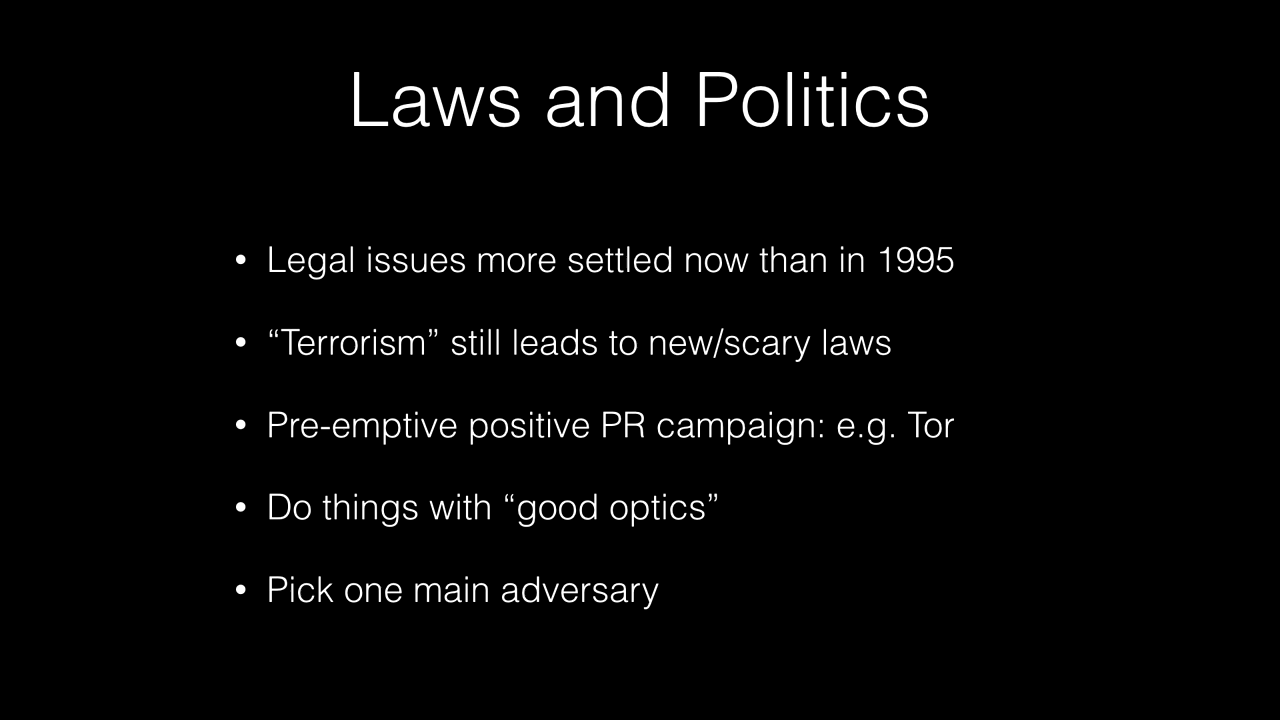 Laws and Politics
• Legal issues more settled now than in 1995
• “Terrorism” still leads to new/scary laws
• Pre-emptive positive PR campaign: e.g. Tor
• Do things with “good optics”
• Pick one main adversary